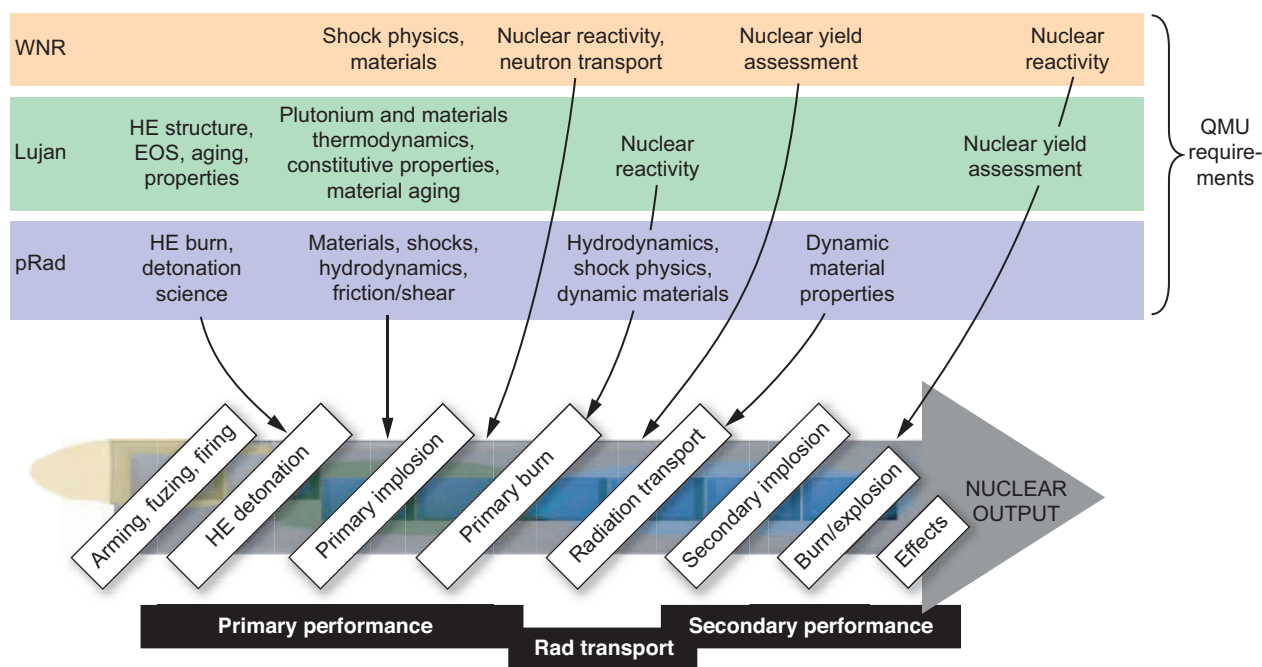 WNR
Shock physics,
materials
Nuclear reactivity,
neutron transport
Nuclear yield
assessment
Nuclear
reactivity
Lujan
HE structure,
EOS, aging,
properties
Plutonium and materials
thermodynamics,
constitutive properties,
material aging
Nuclear
reactivity
Nuclear yield
assessment
pRad
HE burn,
detonation
science
Materials, shocks,
hydrodynamics,
friction/shear
Hydrodynamics,
shock physics,
dynamic materials
Dynamic
material
properties
QMU
require-
ments
Arming, fuzing, firing
HE detonation
Primary implosion
Primary burn
Radiation transport
Secondary implosion
Burn/explosion
Effects
NUCLEAR
OUTPUT
Primary performance
Rad transport
Secondary performance